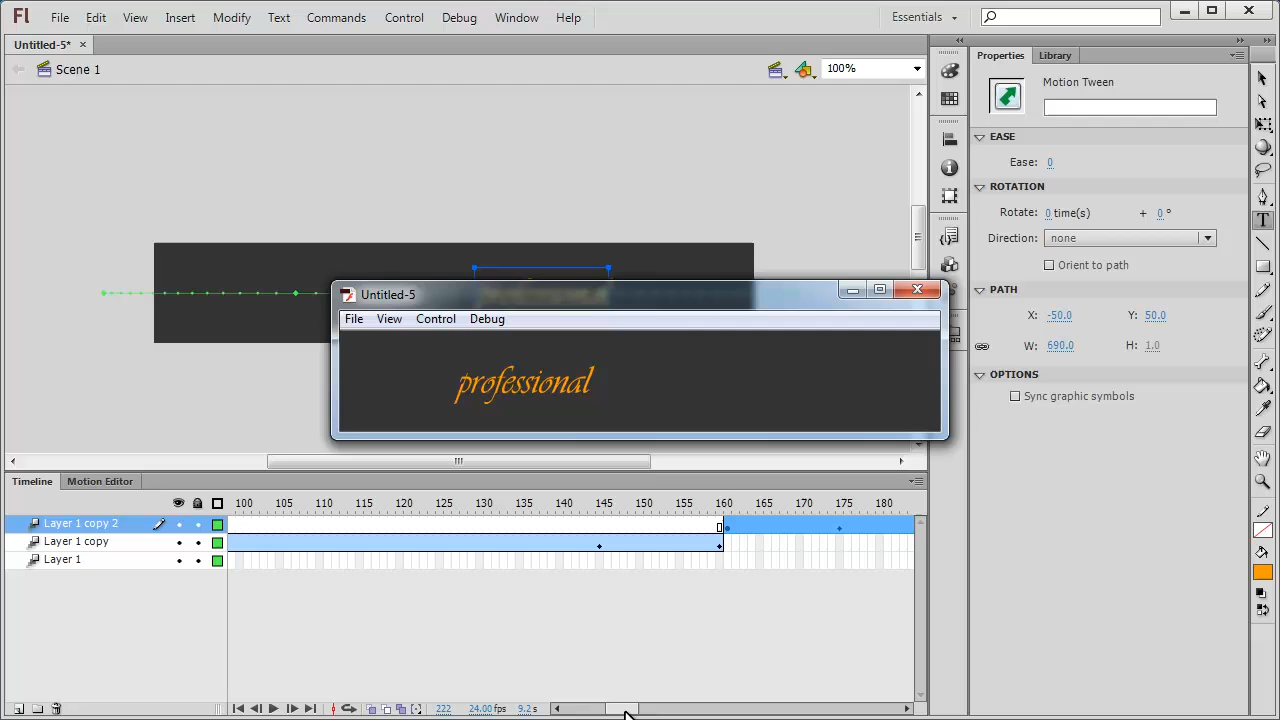 Fl File Edit View Insert Modify Text Commands Control Debug Window Help Essentials
Untitled-5* ×
Scene 1 100%
Properties Library
Motion Tween
EASE
Ease: 0
ROTATION
Rotate: 0 time(s) + 0 °
Direction: none
Orient to path
PATH
X: -50.0 Y: 50.0
W: 690.0 H: 1.0
OPTIONS
Sync graphic symbols
Untitled-5
File View Control Debug
professional
Timeline Motion Editor
100 105 110 115 120 125 130 135 140 145 150 155 160 165 170 175 180
Layer 1 copy 2
Layer 1 copy
Layer 1
222 24.00 fps 9.2 s